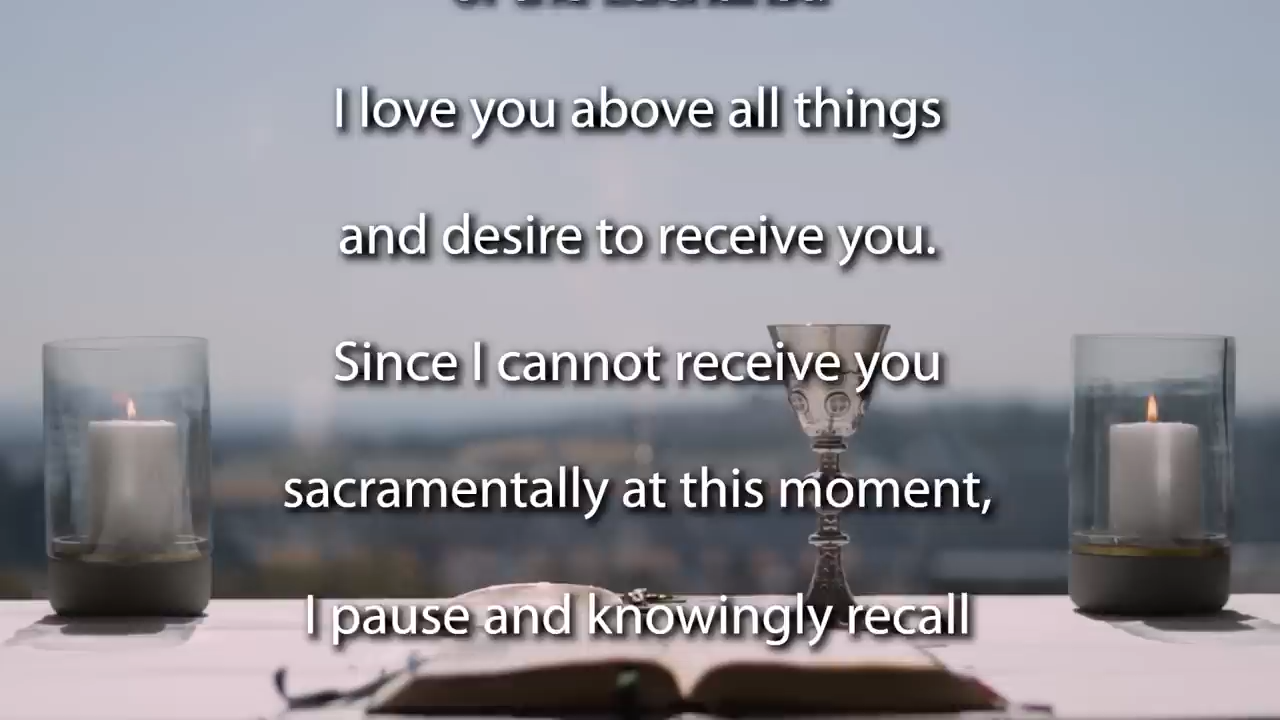 I love you above all things
and desire to receive you.
Since I cannot receive you
sacramentally at this moment,
I pause and knowingly recall